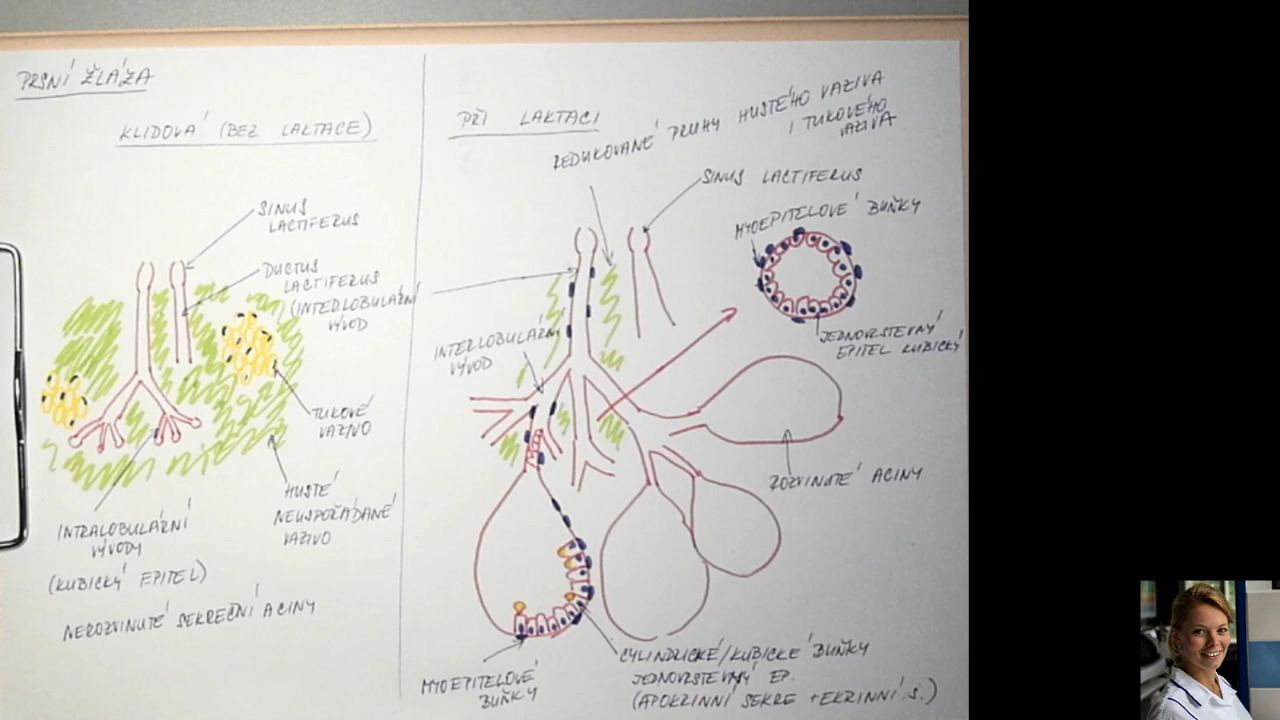 PRSNÍ ŽLÁZA
KLIDOVÁ (BEZ LAKTACE)
SINUS
LACTIFERUS
DUCTUS
LACTIFERUS
(INTERLOBULÁRNÍ
VÝVOD
TUKOVÉ
VAZIVO
HUSTÉ
NEUSPOŘÁDANÉ
VAZIVO
INTRALOBULÁRNÍ
VÝVODY
(KUBICKÝ EPITEL)
NEROZVINUTÉ SEKREČNÍ ACINY
PŘI LAKTACI
REDUKOVANÉ PRUHY HUSTÉHO VAZIVA
I TUKOVÉHO
VAZIVA
SINUS LACTIFERUS
MYOEPITELOVÉ BUŇKY
JEDNOVRSTEVNÝ
EPITEL KUBICKÝ
INTERLOBULÁRNÍ
VÝVOD
ROZVINUTÉ ACINY
MYOEPITELOVÉ
BUŇKY
CYLINDRICKÉ/KUBICKÉ BUŇKY
JEDNOVRSTEVNÝ EP.
(APOKRINNÍ SEKRE + EKRINNÍ S.)